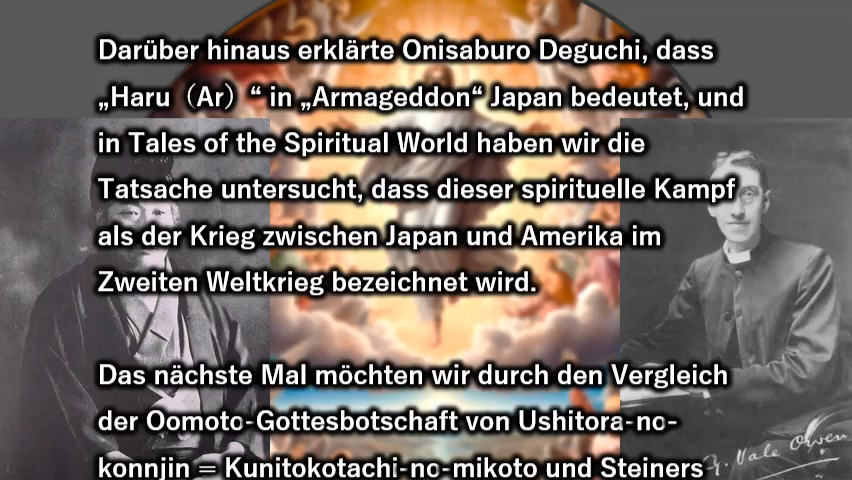 Darüber hinaus erklärte Onisaburo Deguchi, dass
„Haru（Ar）“ in „Armageddon“ Japan bedeutet, und
in Tales of the Spiritual World haben wir die
Tatsache untersucht, dass dieser spirituelle Kampf
als der Krieg zwischen Japan und Amerika im
Zweiten Weltkrieg bezeichnet wird.
Das nächste Mal möchten wir durch den Vergleich
der Oomoto-Gottesbotschaft von Ushitora-no-
konnjin = Kunitokotachi-no-mikoto und Steiners
G. Vale Owen